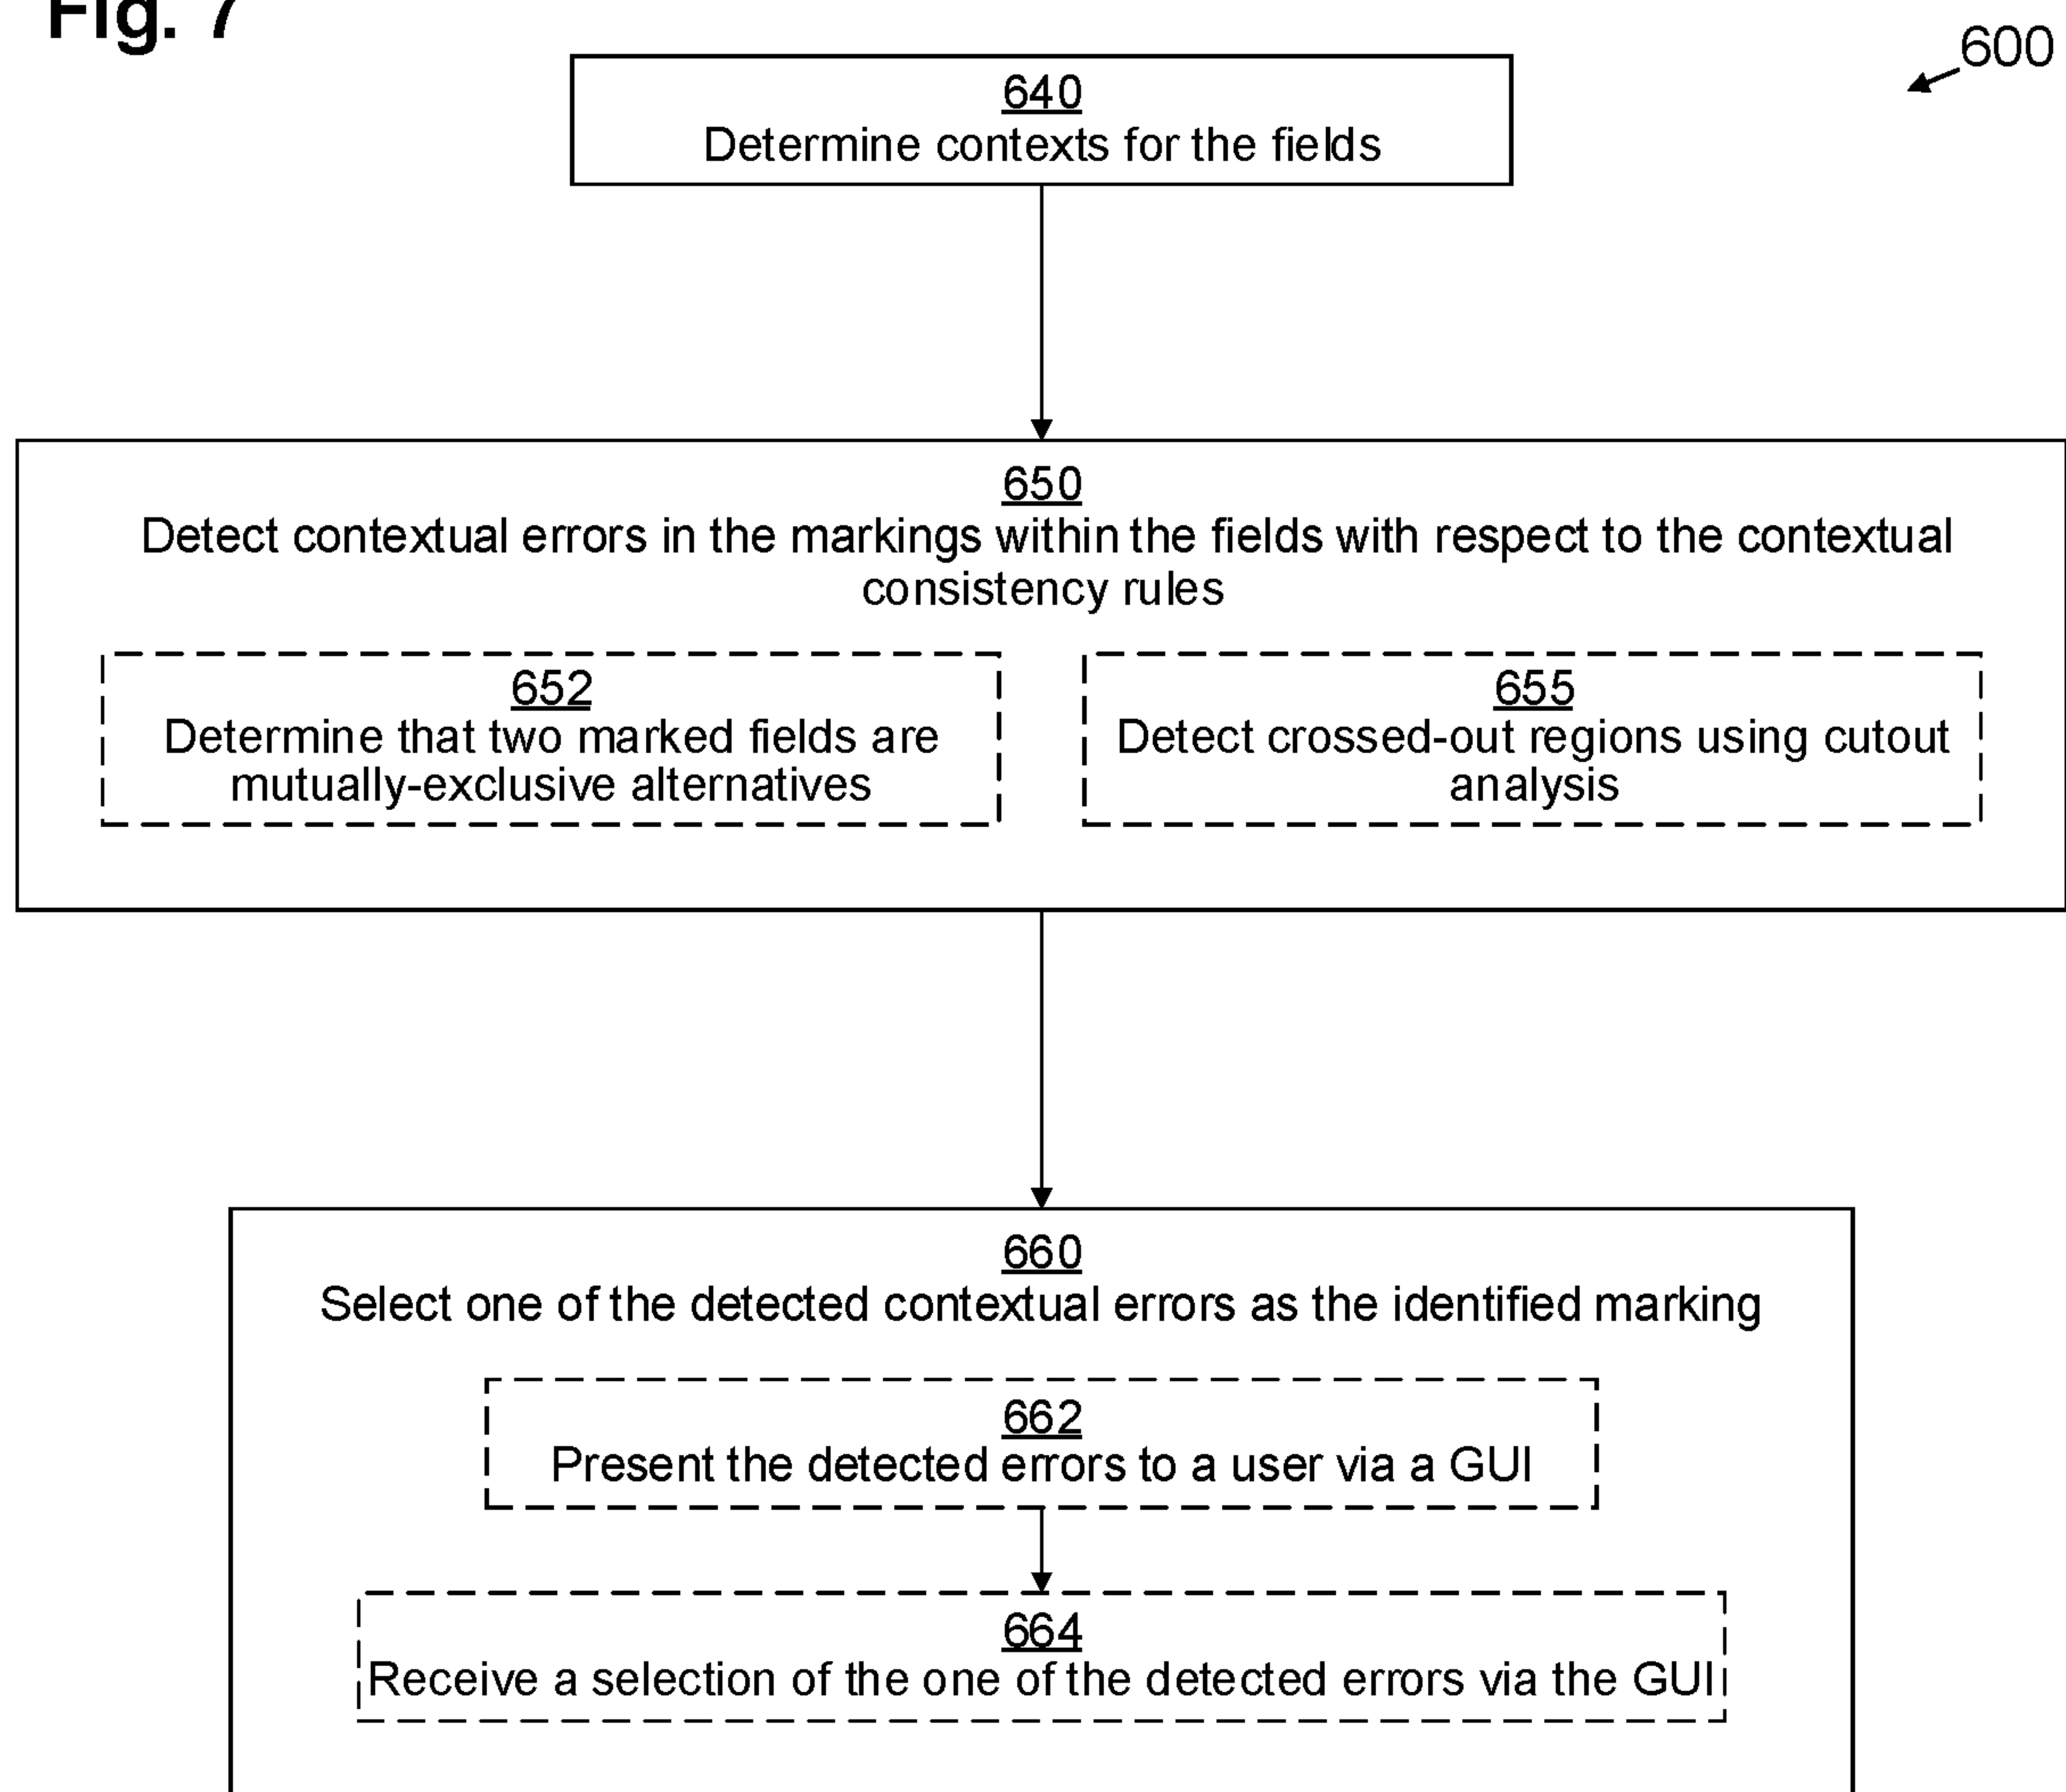 Fig. 7
600
640
Determine contexts for the fields
650
Detect contextual errors in the markings within the fields with respect to the contextual
consistency rules
652
Determine that two marked fields are
mutually-exclusive alternatives
655
Detect crossed-out regions using cutout
analysis
660
Select one of the detected contextual errors as the identified marking
662
Present the detected errors to a user via a GUI
664
Receive a selection of the one of the detected errors via the GUI